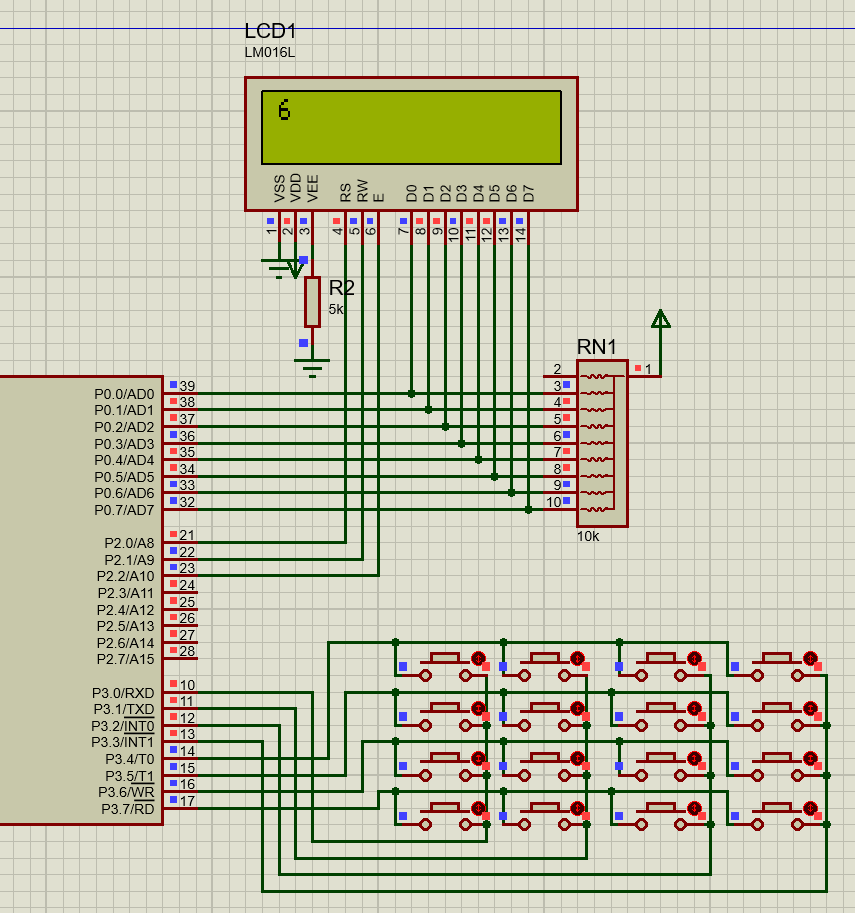 LCD1
LM016L
6
VSS VDD VEE RS RW E D0 D1 D2 D3 D4 D5 D6 D7
1 2 3 4 5 6 7 8 9 10 11 12 13 14
R2
5k
RN1
2 1
P0.0/AD0 39 3
P0.1/AD1 38 4
P0.2/AD2 37 5
P0.3/AD3 36 6
P0.4/AD4 35 7
P0.5/AD5 34 8
P0.6/AD6 33 9
P0.7/AD7 32 10
10k
P2.0/A8 21
P2.1/A9 22
P2.2/A10 23
P2.3/A11 24
P2.4/A12 25
P2.5/A13 26
P2.6/A14 27
P2.7/A15 28
P3.0/RXD 10
P3.1/TXD 11
P3.2/INT0 12
P3.3/INT1 13
P3.4/T0 14
P3.5/T1 15
P3.6/WR 16
P3.7/RD 17